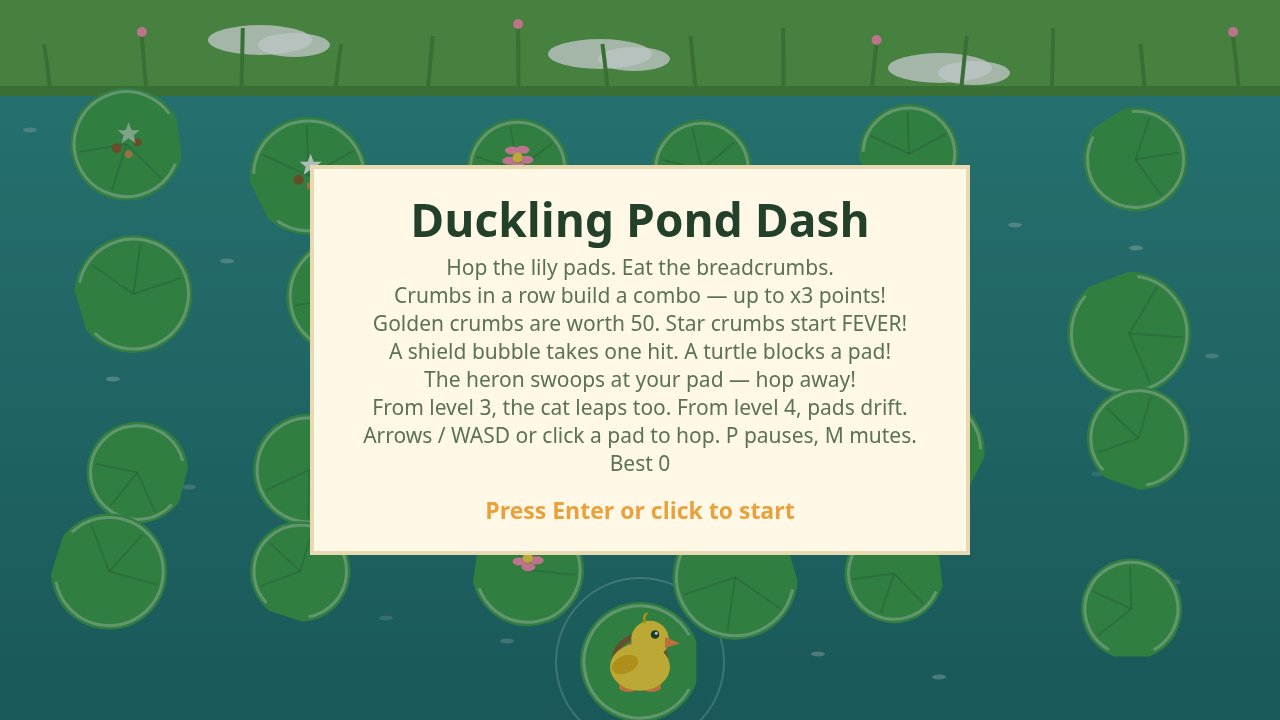 Duckling Pond Dash
Hop the lily pads. Eat the breadcrumbs.
Crumbs in a row build a combo — up to x3 points!
Golden crumbs are worth 50. Star crumbs start FEVER!
A shield bubble takes one hit. A turtle blocks a pad!
The heron swoops at your pad — hop away!
From level 3, the cat leaps too. From level 4, pads drift.
Arrows / WASD or click a pad to hop. P pauses, M mutes.
Best 0
Press Enter or click to start